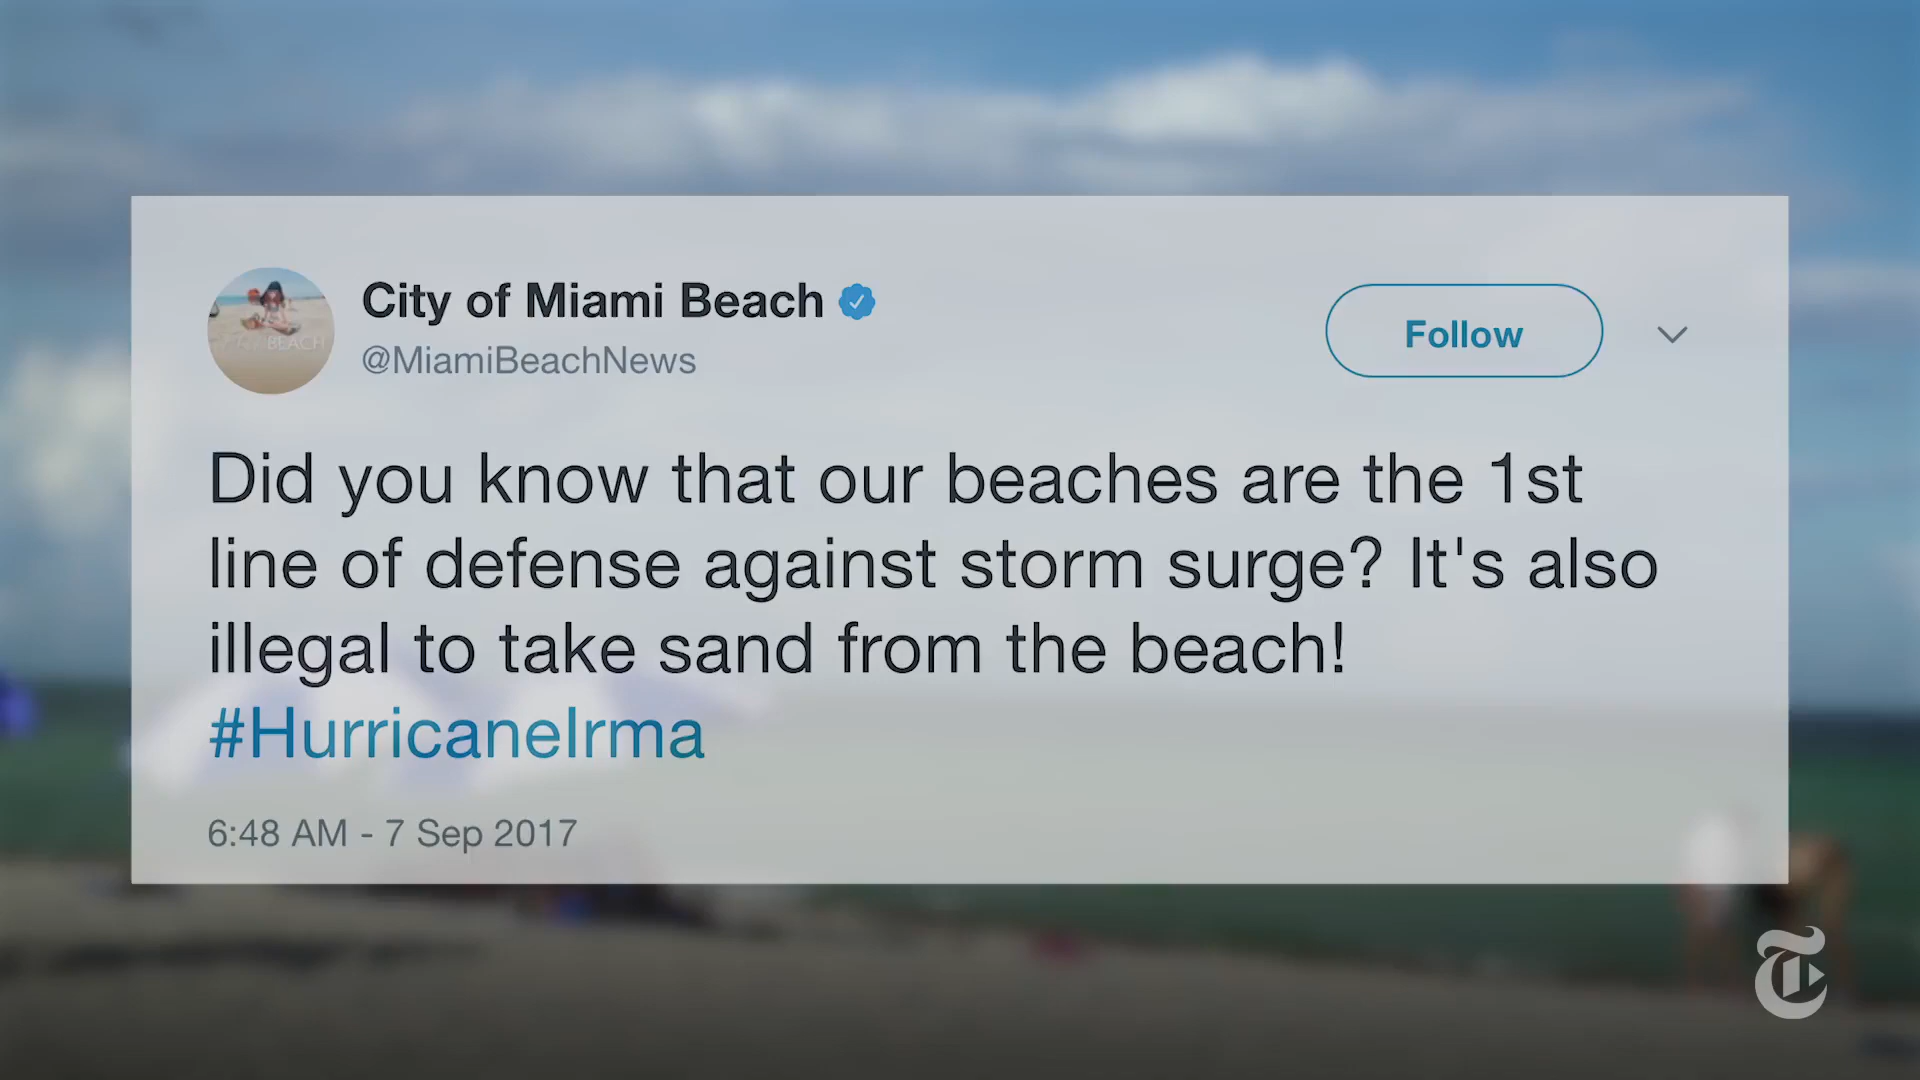 City of Miami Beach
@MiamiBeachNews
Follow
Did you know that our beaches are the 1st
line of defense against storm surge? It's also
illegal to take sand from the beach!
#HurricaneIrma
6:48 AM - 7 Sep 2017
BEACH
T